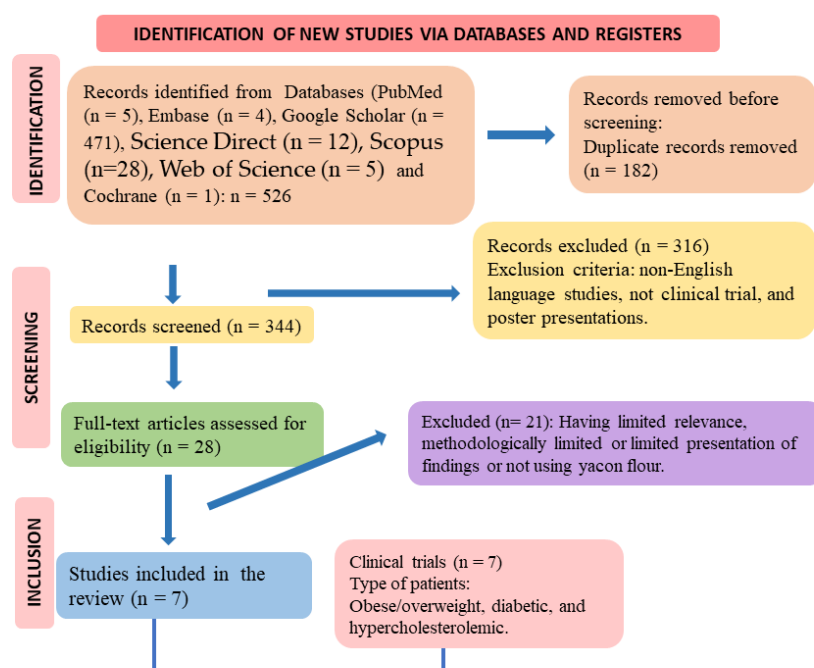 IDENTIFICATION OF NEW STUDIES VIA DATABASES AND REGISTERS
IDENTIFICATION
Records identified from Databases (PubMed
(n = 5), Embase (n = 4), Google Scholar (n =
471), Science Direct (n = 12), Scopus
(n=28), Web of Science (n = 5) and
Cochrane (n = 1): n = 526
Records removed before
screening:
Duplicate records removed
(n = 182)
SCREENING
Records excluded (n = 316)
Exclusion criteria: non-English
language studies, not clinical trial, and
poster presentations.
Records screened (n = 344)
Full-text articles assessed for
eligibility (n = 28)
Excluded (n= 21): Having limited relevance,
methodologically limited or limited presentation of
findings or not using yacon flour.
INCLUSION
Studies included in the
review (n = 7)
Clinical trials (n = 7)
Type of patients:
Obese/overweight, diabetic, and
hypercholesterolemic.